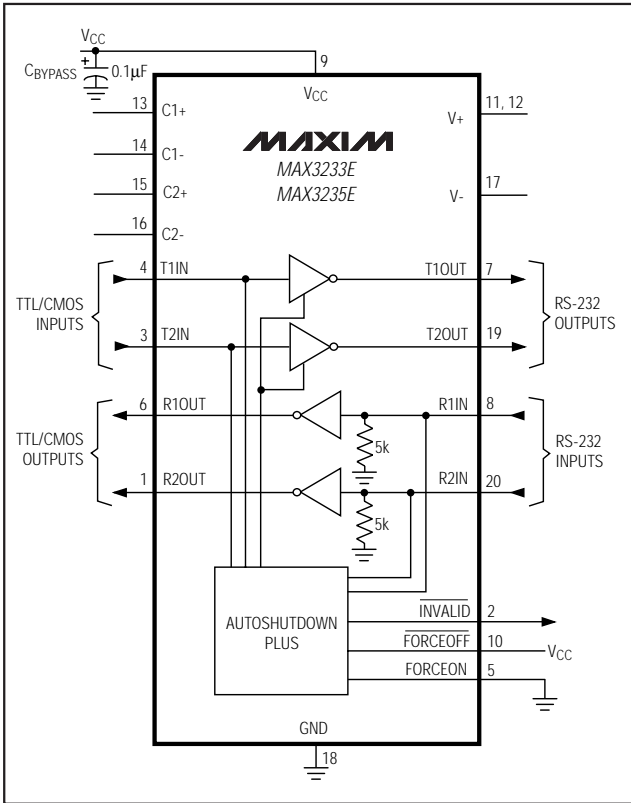 VCC
+
CBYPASS 0.1µF
9
VCC
13 C1+
V+ 11, 12
MAXIM
MAX3233E
MAX3235E
14 C1-
15 C2+
V- 17
16 C2-
4 T1IN
T1OUT 7
TTL/CMOS
INPUTS
RS-232
OUTPUTS
3 T2IN
T2OUT 19
6 R1OUT
R1IN 8
5k
TTL/CMOS
OUTPUTS
RS-232
INPUTS
1 R2OUT
R2IN 20
5k
AUTOSHUTDOWN
PLUS
INVALID 2
FORCEOFF 10
VCC
FORCEON 5
GND
18